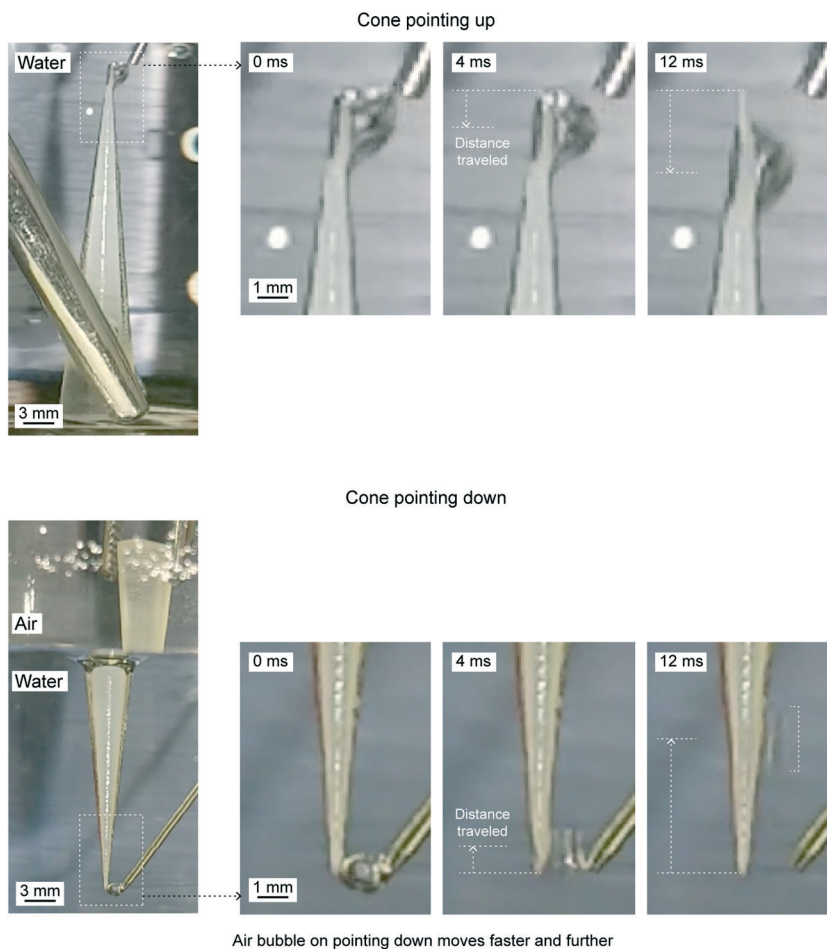 Cone pointing up
Water
3 mm
0 ms
1 mm
4 ms
Distance
traveled
12 ms
Cone pointing down
Air
Water
3 mm
0 ms
1 mm
4 ms
Distance
traveled
12 ms
Air bubble on pointing down moves faster and further